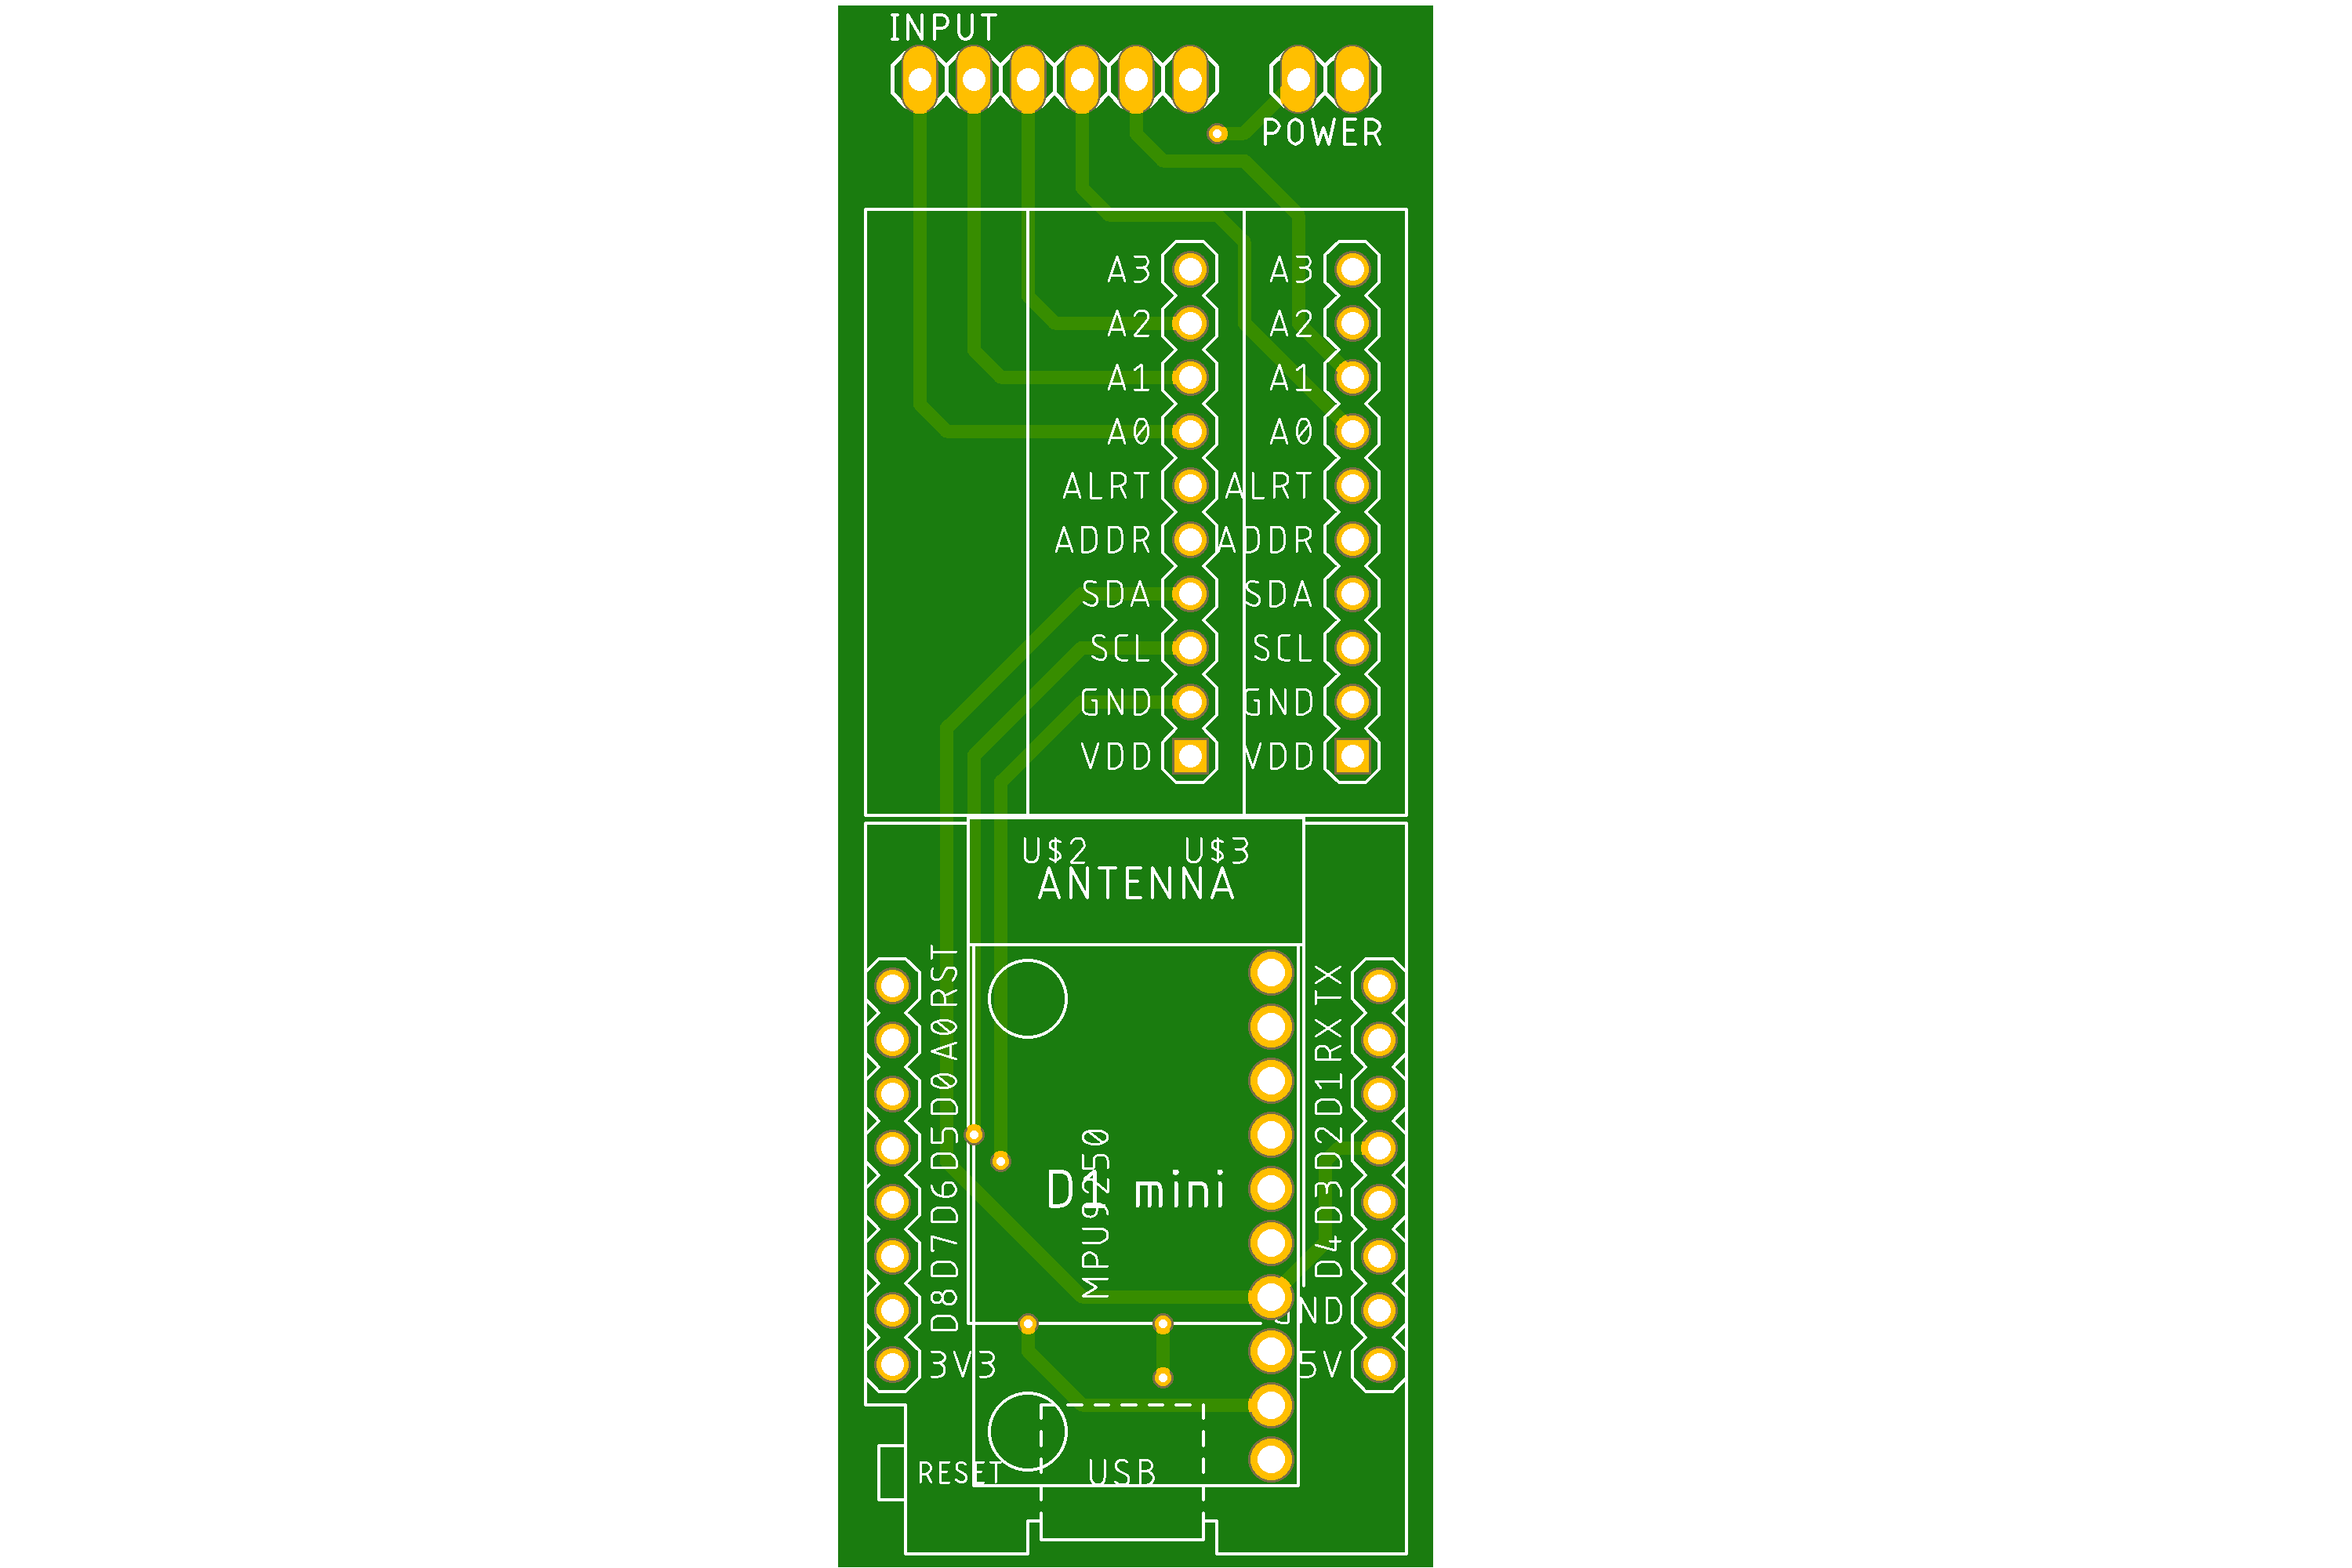 INPUT
POWER
A3 A3
A2 A2
A1 A1
A0 A0
ALRT ALRT
ADDR ADDR
SDA SDA
SCL SCL
GND GND
VDD VDD
U$2 U$3
ANTENNA
RST
A0
D0
D5
D6
D7
D8
3V3
TX
RX
D1
D2
D3
D4
GND
5V
MPU9250
D1 mini
RESET
USB